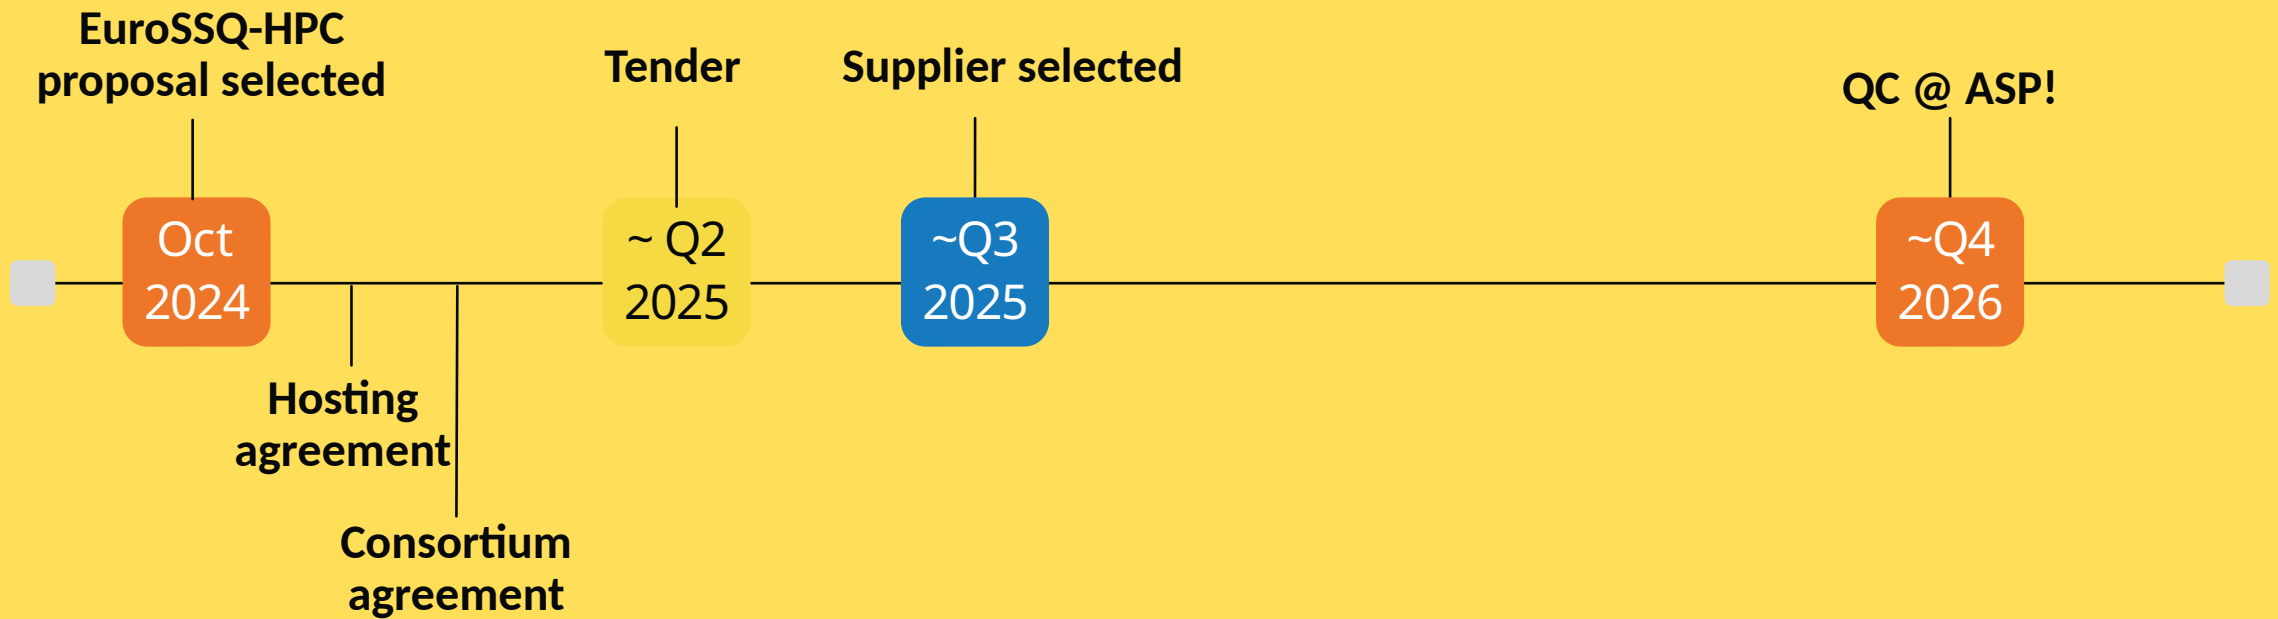 EuroSSQ-HPC
proposal selected
Tender
Supplier selected
QC @ ASP!
Oct
2024
~ Q2
2025
~Q3
2025
~Q4
2026
Hosting
agreement
Consortium
agreement